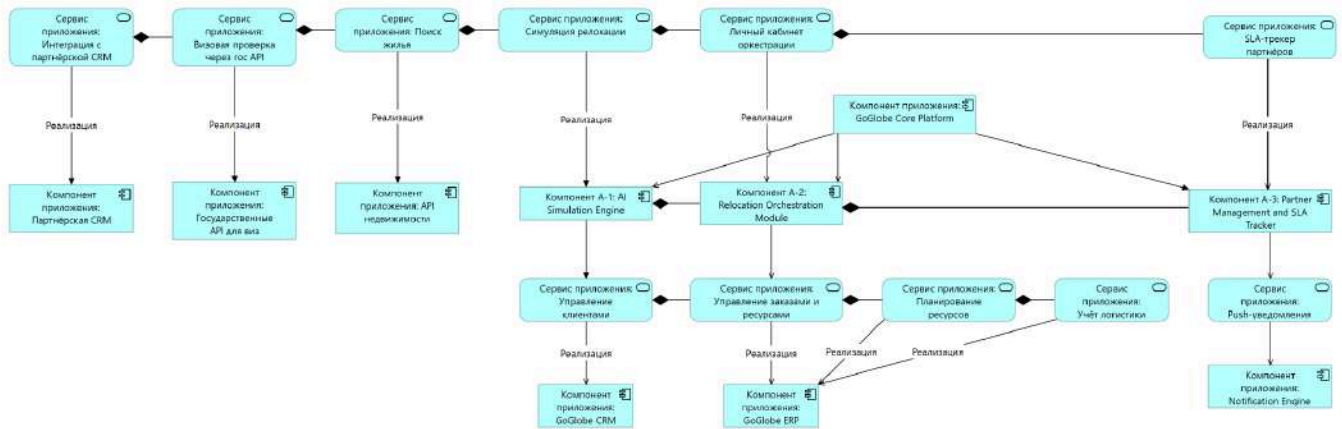 Сервис
приложения:
Интеграция с
партнёрской CRM
Сервис
приложения:
Визовая проверка
через гос API
Сервис
приложения: Поиск
жилья
Сервис приложения:
Симуляция релокации
Сервис приложения:
Личный кабинет
оркестрации
Сервис приложения:
SLA-трекер
партнёров
Компонент приложения:
GoGlobe Core Platform
Реализация
Реализация
Реализация
Реализация
Реализация
Реализация
Компонент
приложения:
Партнёрская CRM
Компонент
приложения:
Государственные
API для виз
Компонент
приложения: API
недвижимости
Компонент A-1: AI
Simulation Engine
Компонент A-2:
Relocation Orchestration
Module
Компонент A-3: Partner
Management and SLA
Tracker
Сервис приложения:
Управление
клиентами
Сервис приложения:
Управление заказами и
ресурсами
Сервис приложения:
Планирование
ресурсов
Сервис
приложения:
Учёт логистики
Сервис
приложения:
Push-уведомления
Реализация
Реализация
Реализация
Реализация
Компонент
приложения:
GoGlobe CRM
Компонент
приложения:
GoGlobe ERP
Компонент
приложения:
Notification Engine